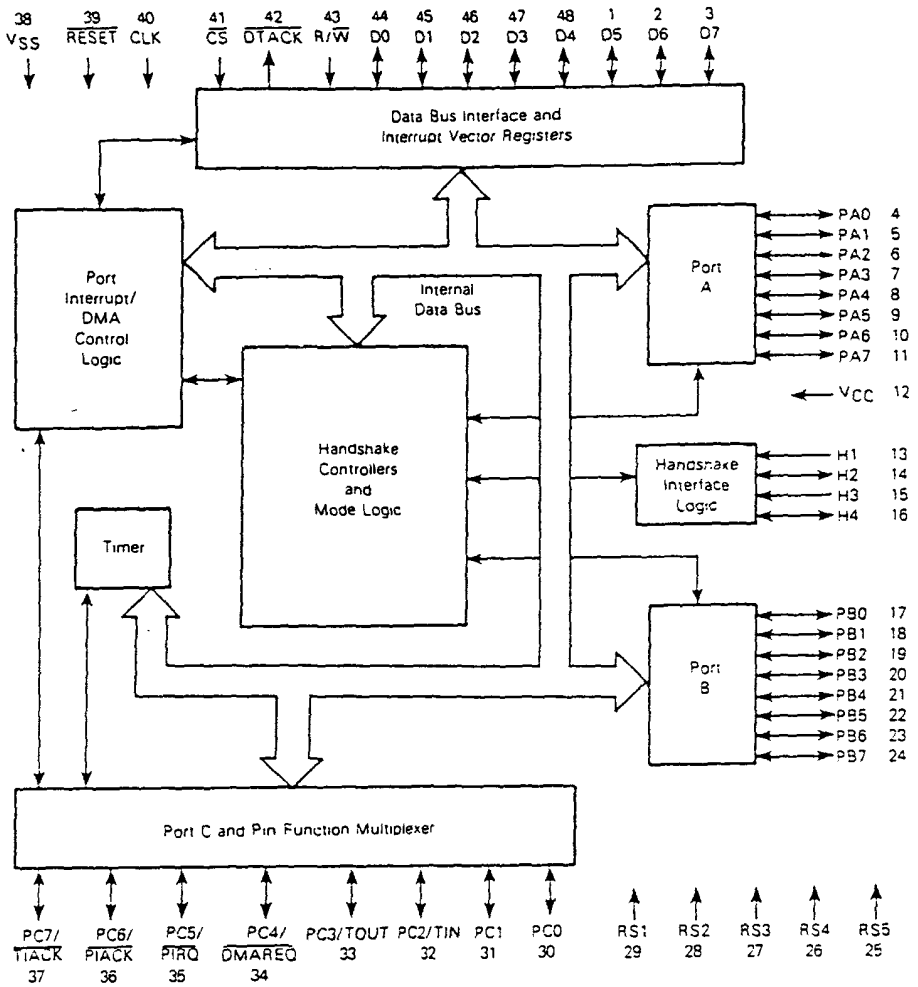 38 39 40 41 42 43 44 45 46 47 48 1 2 3
VSS RESET CLK CS DTACK R/W D0 D1 D2 D3 D4 D5 D6 D7
Data Bus Interface and
Interrupt Vector Registers
Port
Interrupt/
DMA
Control
Logic
Internal
Data Bus
Port
A
PA0 4
PA1 5
PA2 6
PA3 7
PA4 8
PA5 9
PA6 10
PA7 11
VCC 12
Handshake
Controllers
and
Mode Logic
Handshake
Interface
Logic
H1 13
H2 14
H3 15
H4 16
Timer
Port
B
PB0 17
PB1 18
PB2 19
PB3 20
PB4 21
PB5 22
PB6 23
PB7 24
Port C and Pin Function Multiplexer
PC7/ PC6/ PC5/ PC4/ PC3/TOUT PC2/TIN PC1 PC0 RS1 RS2 RS3 RS4 RS5
TIACK PIACK PIRQ DMAREQ 33 32 31 30 29 28 27 26 25
37 36 35 34